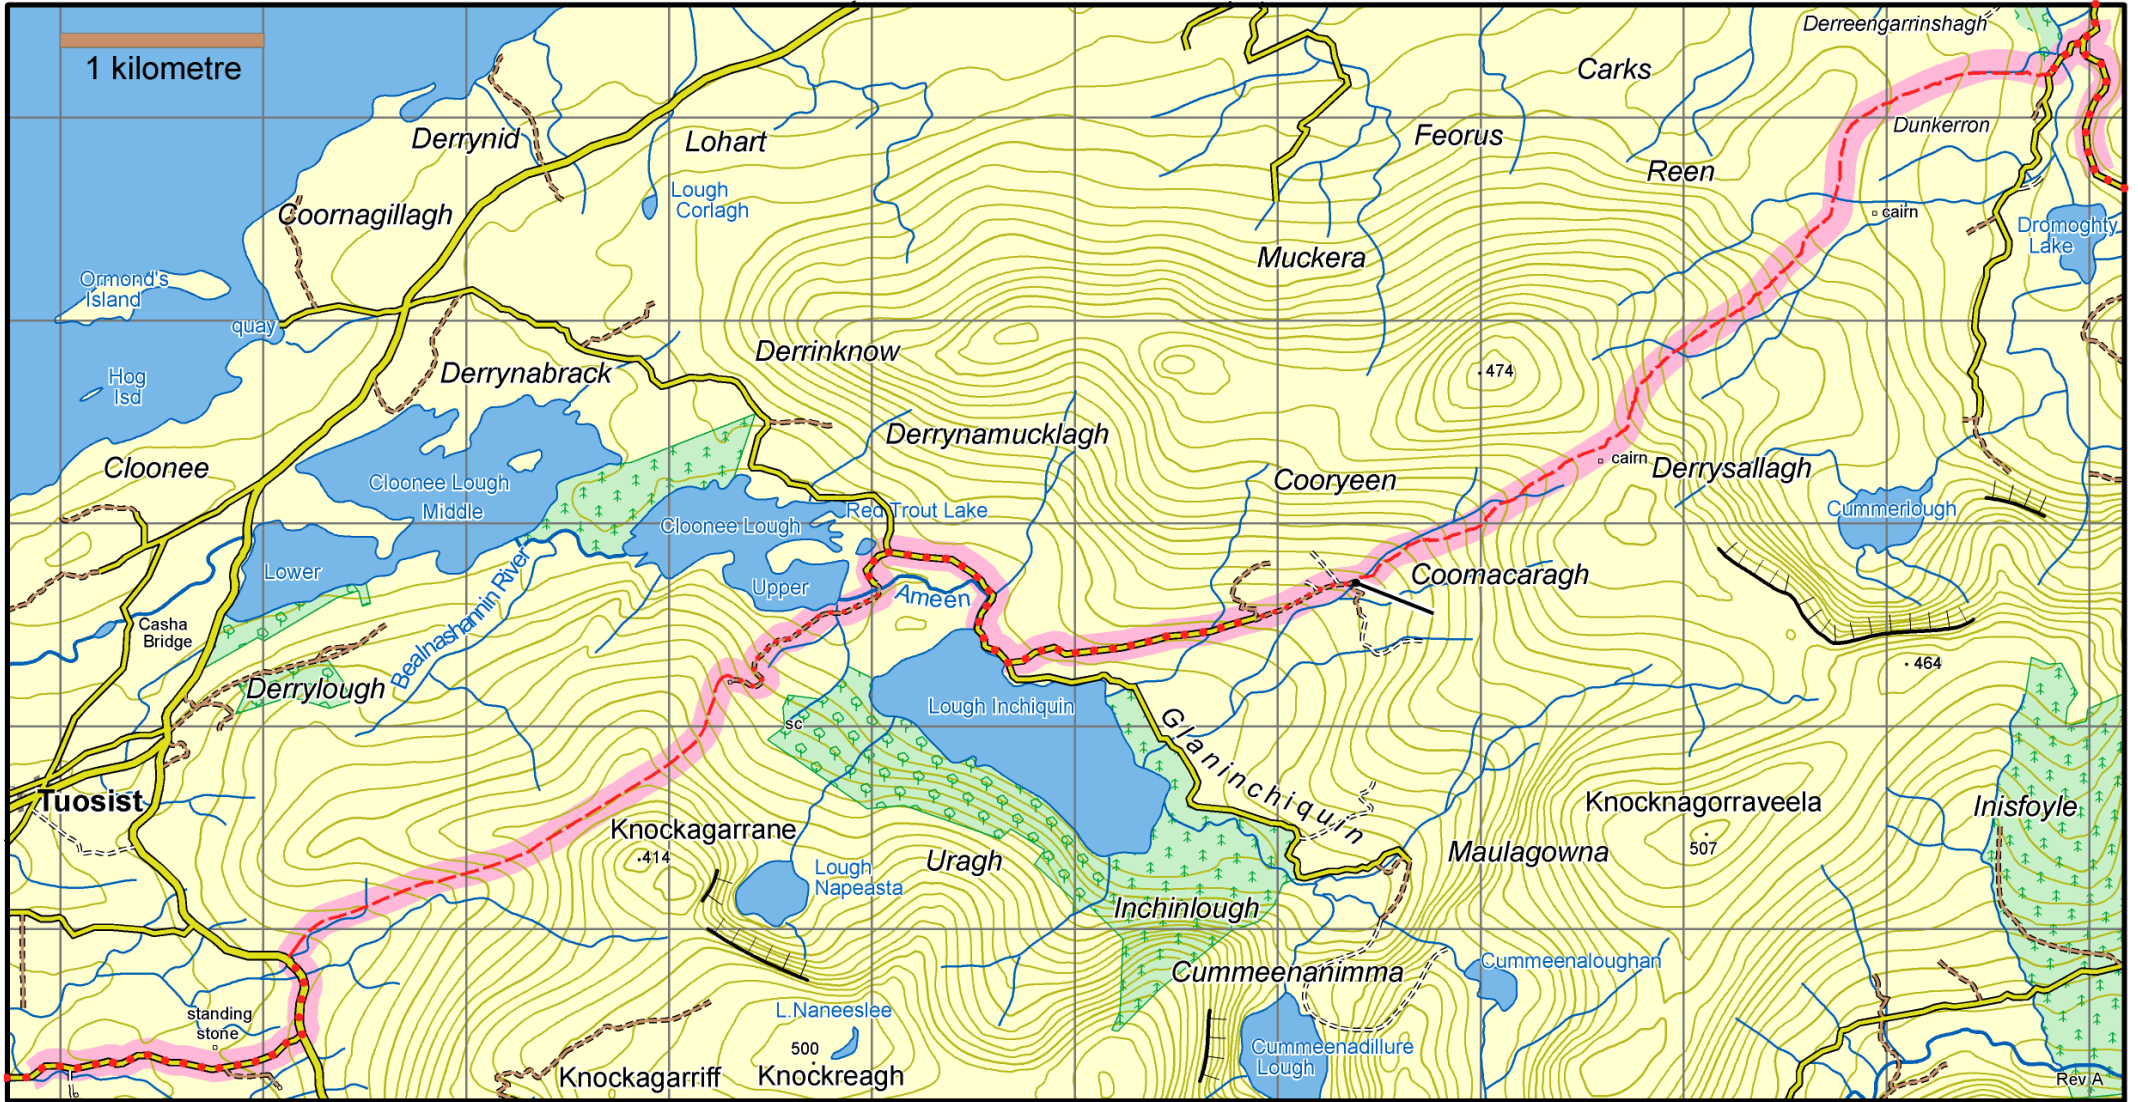 Derreengarrinshagh
1 kilometre
Carks
Derrynid
Lohart
Feorus
Dunkerron
Reen
Lough
Corlagh
Coornagillagh
cairn
Dromoghty
Lake
Muckera
Ormond's
Island
quay
Derrinknow
Hog
Isd
Derrynabrack
474
Derrynamucklagh
Cloonee
cairn
Derrysallagh
Cooryeen
Cloonee Lough
Middle
Red Trout Lake
Cummerlough
Cloonee Lough
Lower
Upper
Ameen
Coomacaragh
Bealnashannin River
Casha
Bridge
464
Derrylough
Lough Inchiquin
sc
Glaninchiquin
Tuosist
Knocknagorraveela
Inisfoyle
Knockagarrane
507
414
Uragh
Maulagowna
Lough
Napeasta
Inchinlough
Cummeenanimma
Cummeenaloughan
standing
stone
L.Naneeslee
500
Cummeenadillure
Lough
Knockagarriff
Knockreagh
Rev A